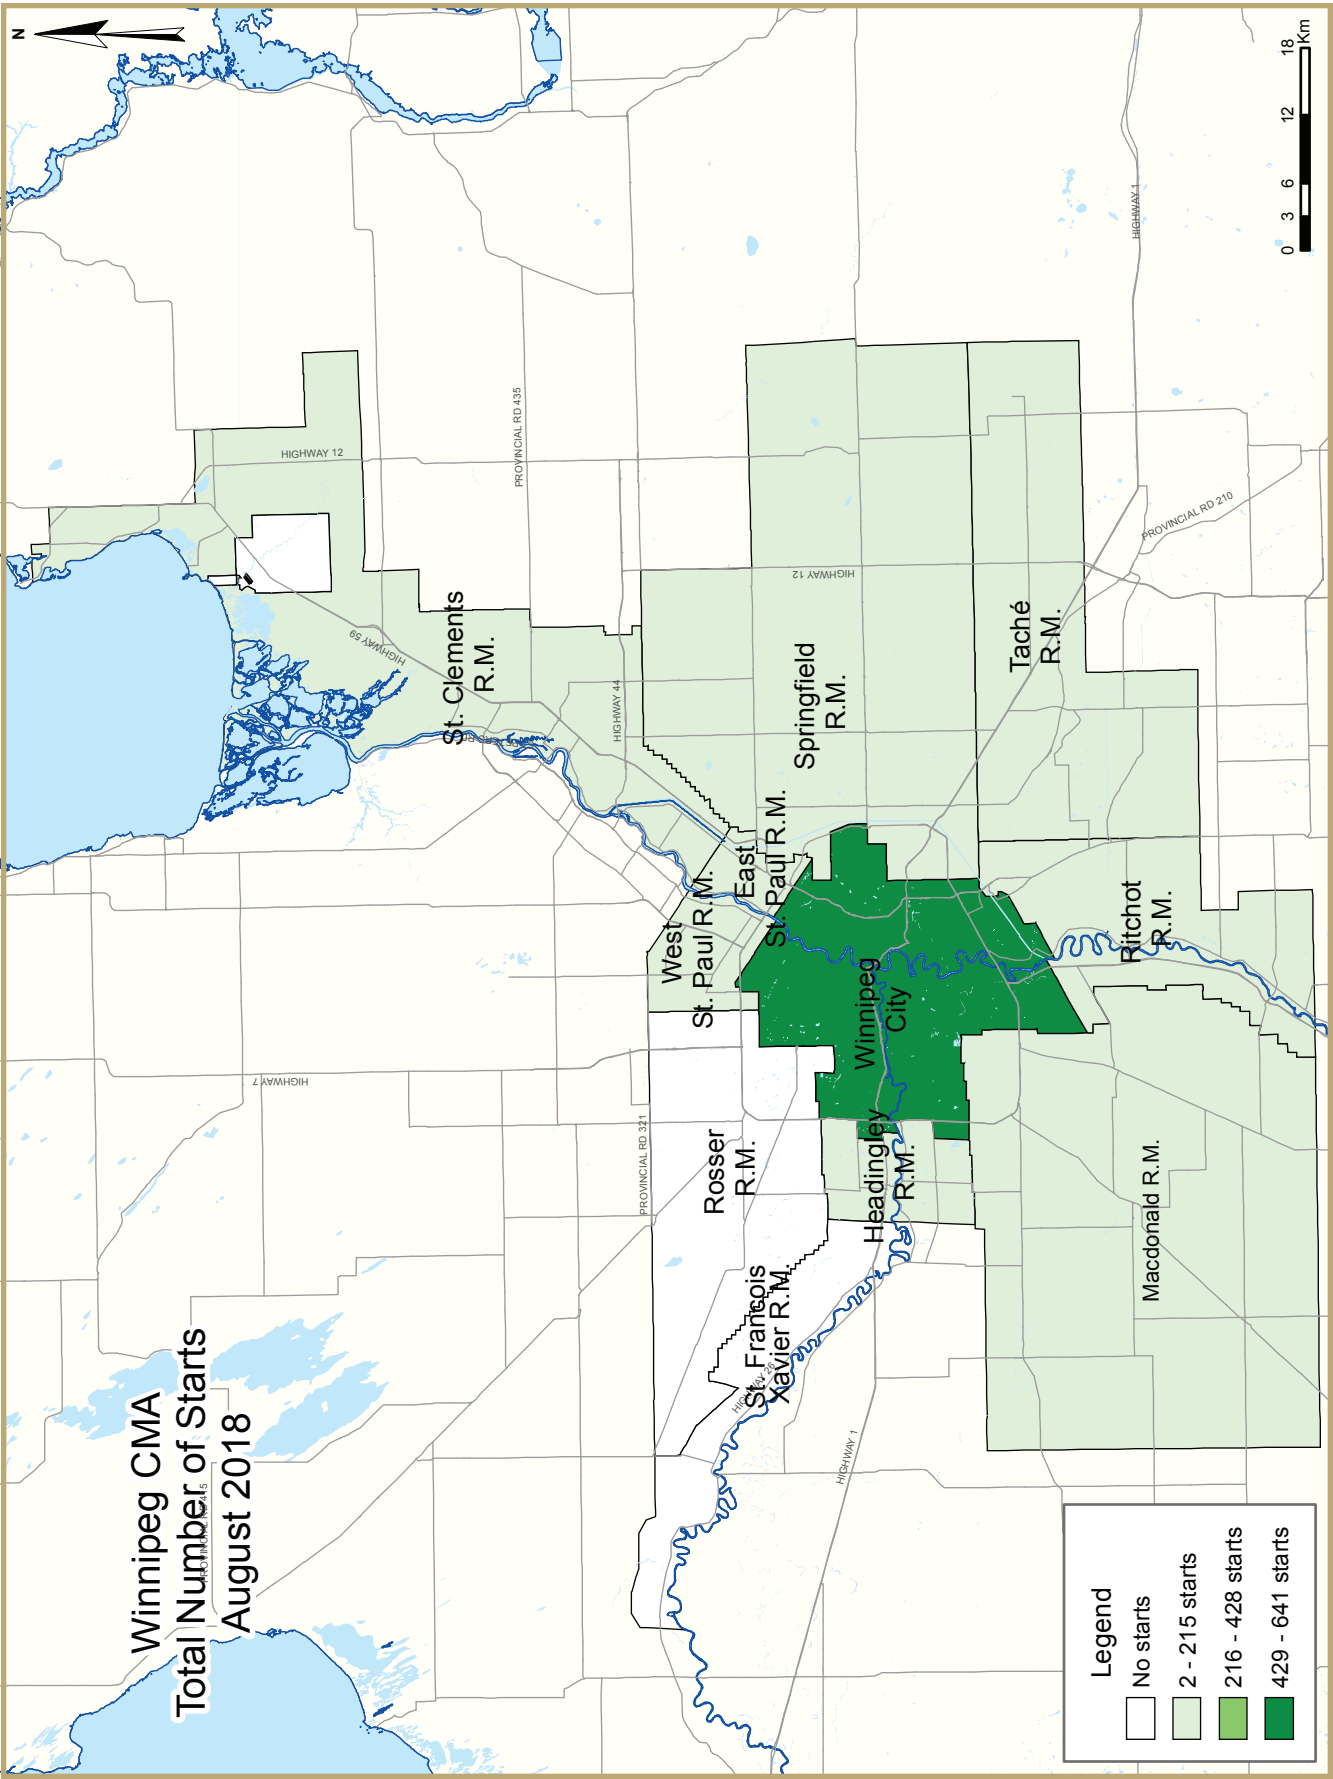 Winnipeg CMA
Total Number of Starts
August 2018
N
HIGHWAY 12
PROVINCIAL RD 435
HIGHWAY 59
St. Clements
R.M.
HIGHWAY 44
HIGHWAY 7
PROVINCIAL RD 321
Rosser
R.M.
West
St. Paul R.M.
East
St. Paul R.M.
Springfield
R.M.
HIGHWAY 12
St. Francois
Xavier R.M.
HIGHWAY 26
HIGHWAY 1
Headingley
R.M.
Winnipeg
City
Taché
R.M.
HIGHWAY 1
PROVINCIAL RD 210
Macdonald R.M.
Ritchot
R.M.
Legend
No starts
2 - 215 starts
216 - 428 starts
429 - 641 starts
0 3 6 12 18
Km